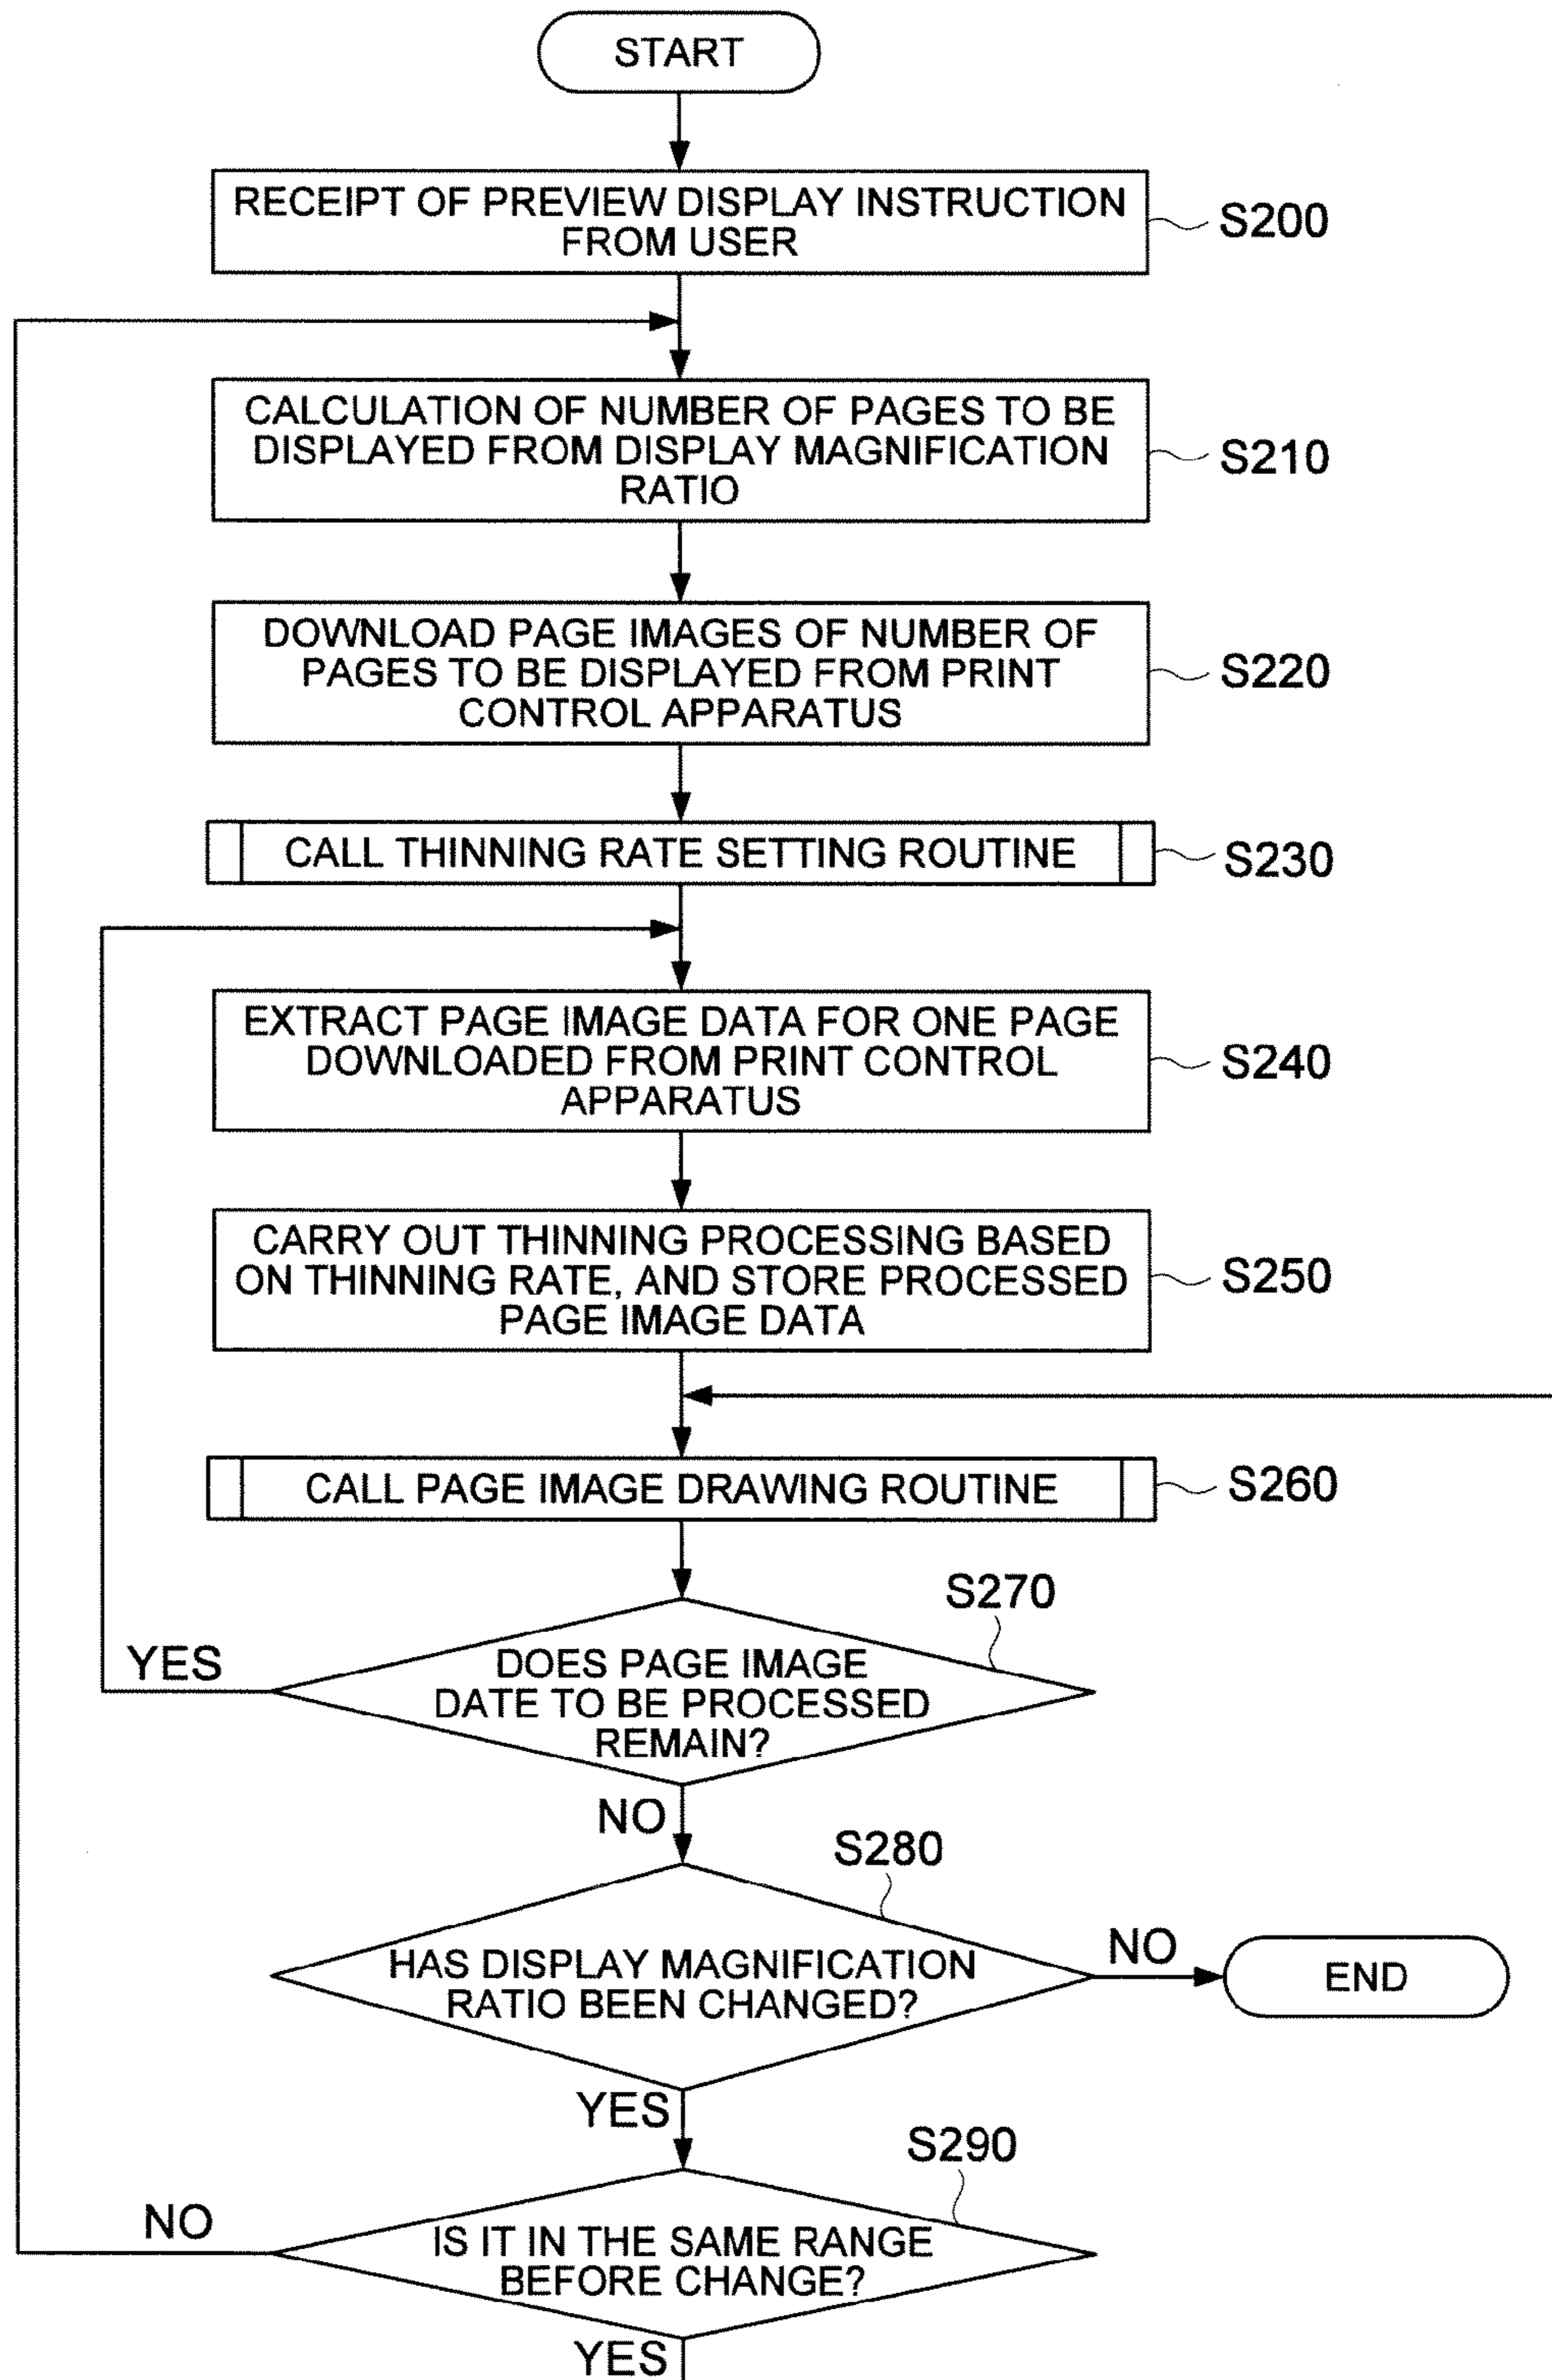 START
RECEIPT OF PREVIEW DISPLAY INSTRUCTION
FROM USER
S200
CALCULATION OF NUMBER OF PAGES TO BE
DISPLAYED FROM DISPLAY MAGNIFICATION
RATIO
S210
DOWNLOAD PAGE IMAGES OF NUMBER OF
PAGES TO BE DISPLAYED FROM PRINT
CONTROL APPARATUS
S220
CALL THINNING RATE SETTING ROUTINE
S230
EXTRACT PAGE IMAGE DATA FOR ONE PAGE
DOWNLOADED FROM PRINT CONTROL
APPARATUS
S240
CARRY OUT THINNING PROCESSING BASED
ON THINNING RATE, AND STORE PROCESSED
PAGE IMAGE DATA
S250
CALL PAGE IMAGE DRAWING ROUTINE
S260
S270
YES
DOES PAGE IMAGE
DATE TO BE PROCESSED
REMAIN?
NO
S280
HAS DISPLAY MAGNIFICATION
RATIO BEEN CHANGED?
NO
END
YES
S290
NO
IS IT IN THE SAME RANGE
BEFORE CHANGE?
YES